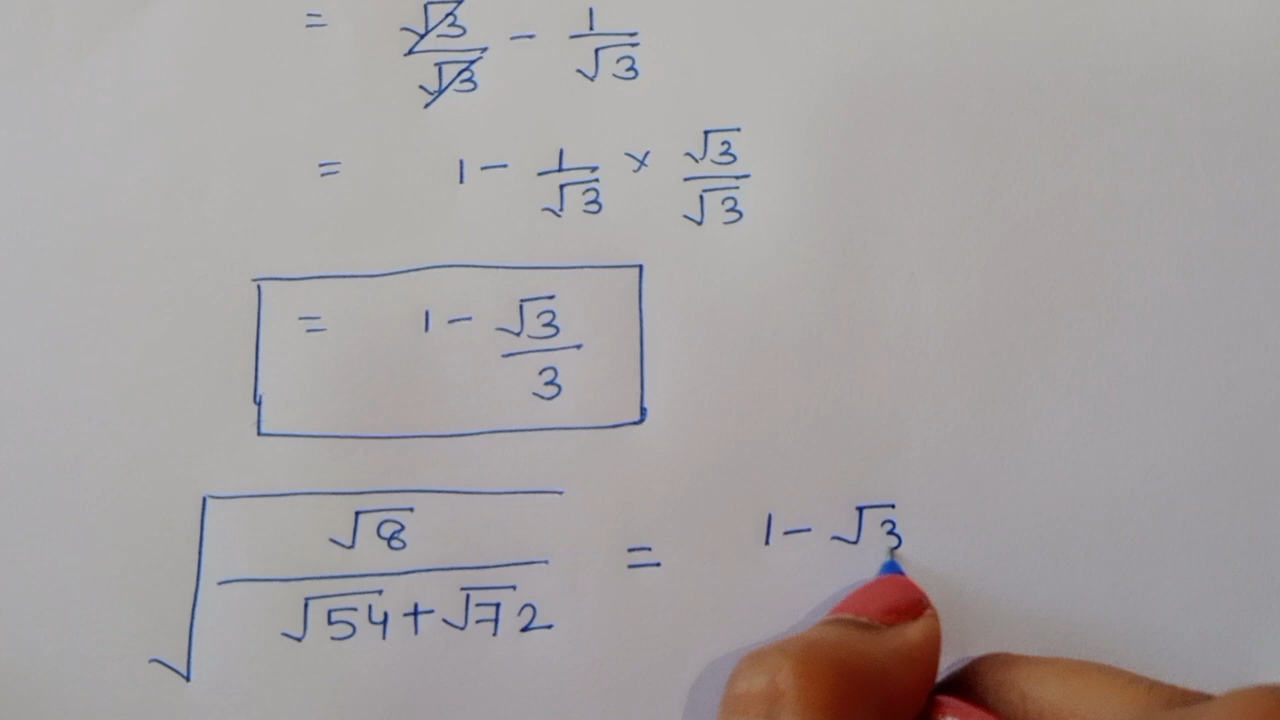 = √3/√3 - 1/√3
= 1 - 1/√3 × √3/√3
= 1 - √3/3
√(√8/(√54+√72)) = 1 - √3